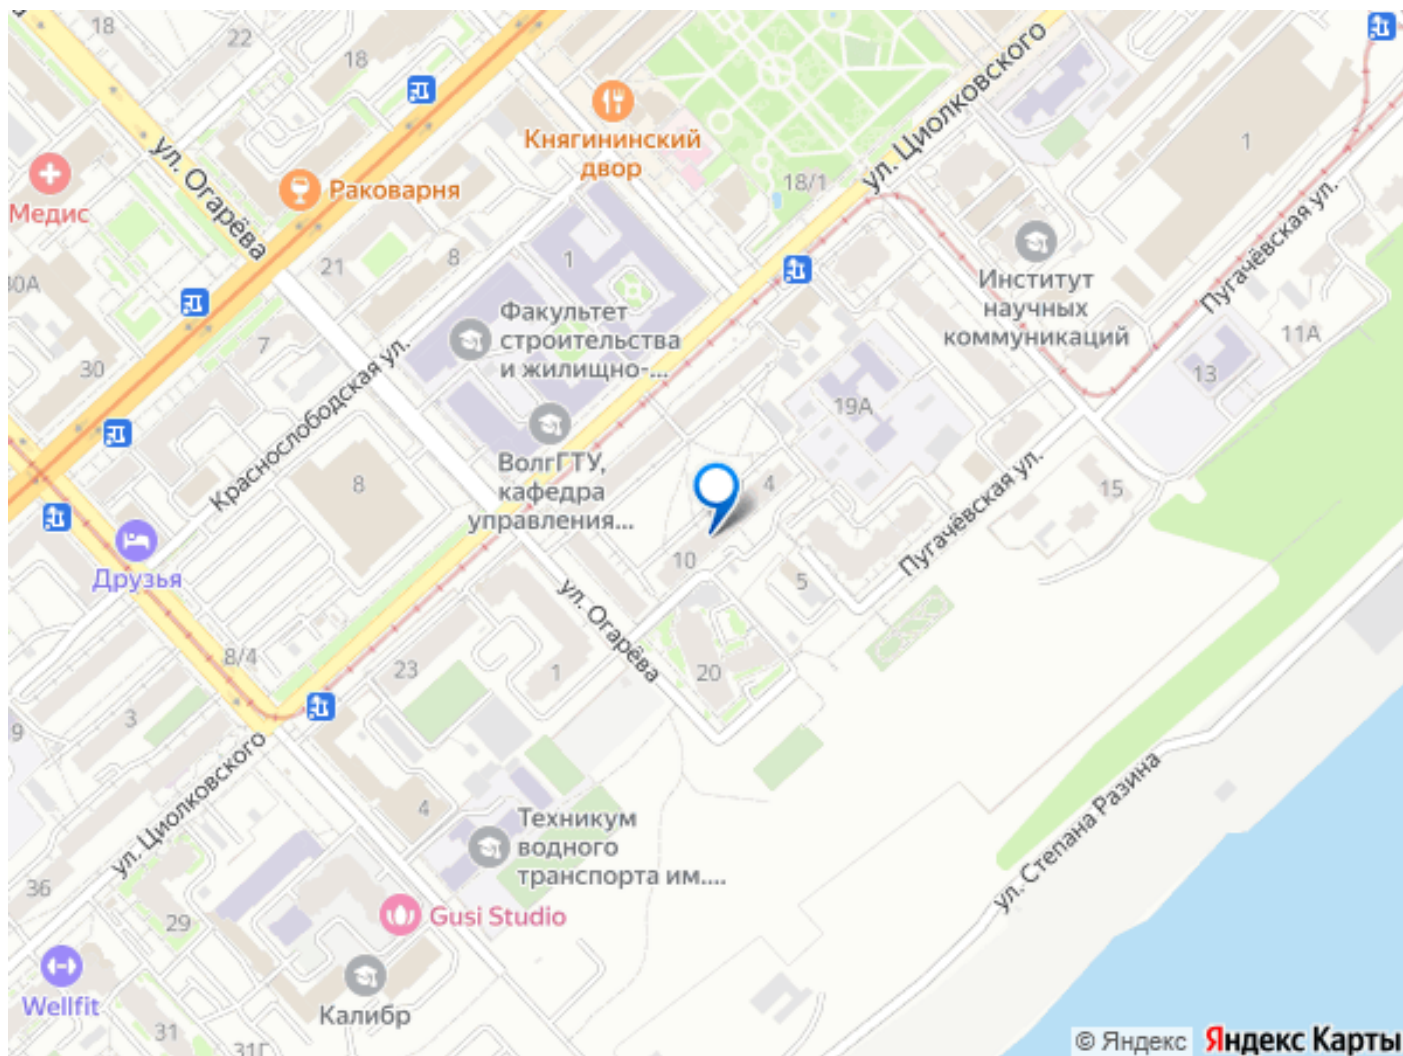 18
22
18
ул. Циолковского
Княгининский
двор
ул. Огарёва
Раковарня
Медис
18/1
1
Пугачёвская ул.
21
8
1
30А
Институт
научных
коммуникаций
Факультет
строительства
и жилищно-...
7
30
Краснослободская ул.
11А
13
19А
ВолгГТУ,
кафедра
управления...
8
4
15
Пугачёвская ул.
10
5
Друзья
ул. Огарёва
8/4
23
1
20
3
9
ул. Циолковского
4
Техникум
водного
транспорта им....
ул. Степана Разина
36
29
Gusi Studio
Wellfit
Калибр
31
31Г
© Яндекс Яндекс Карты